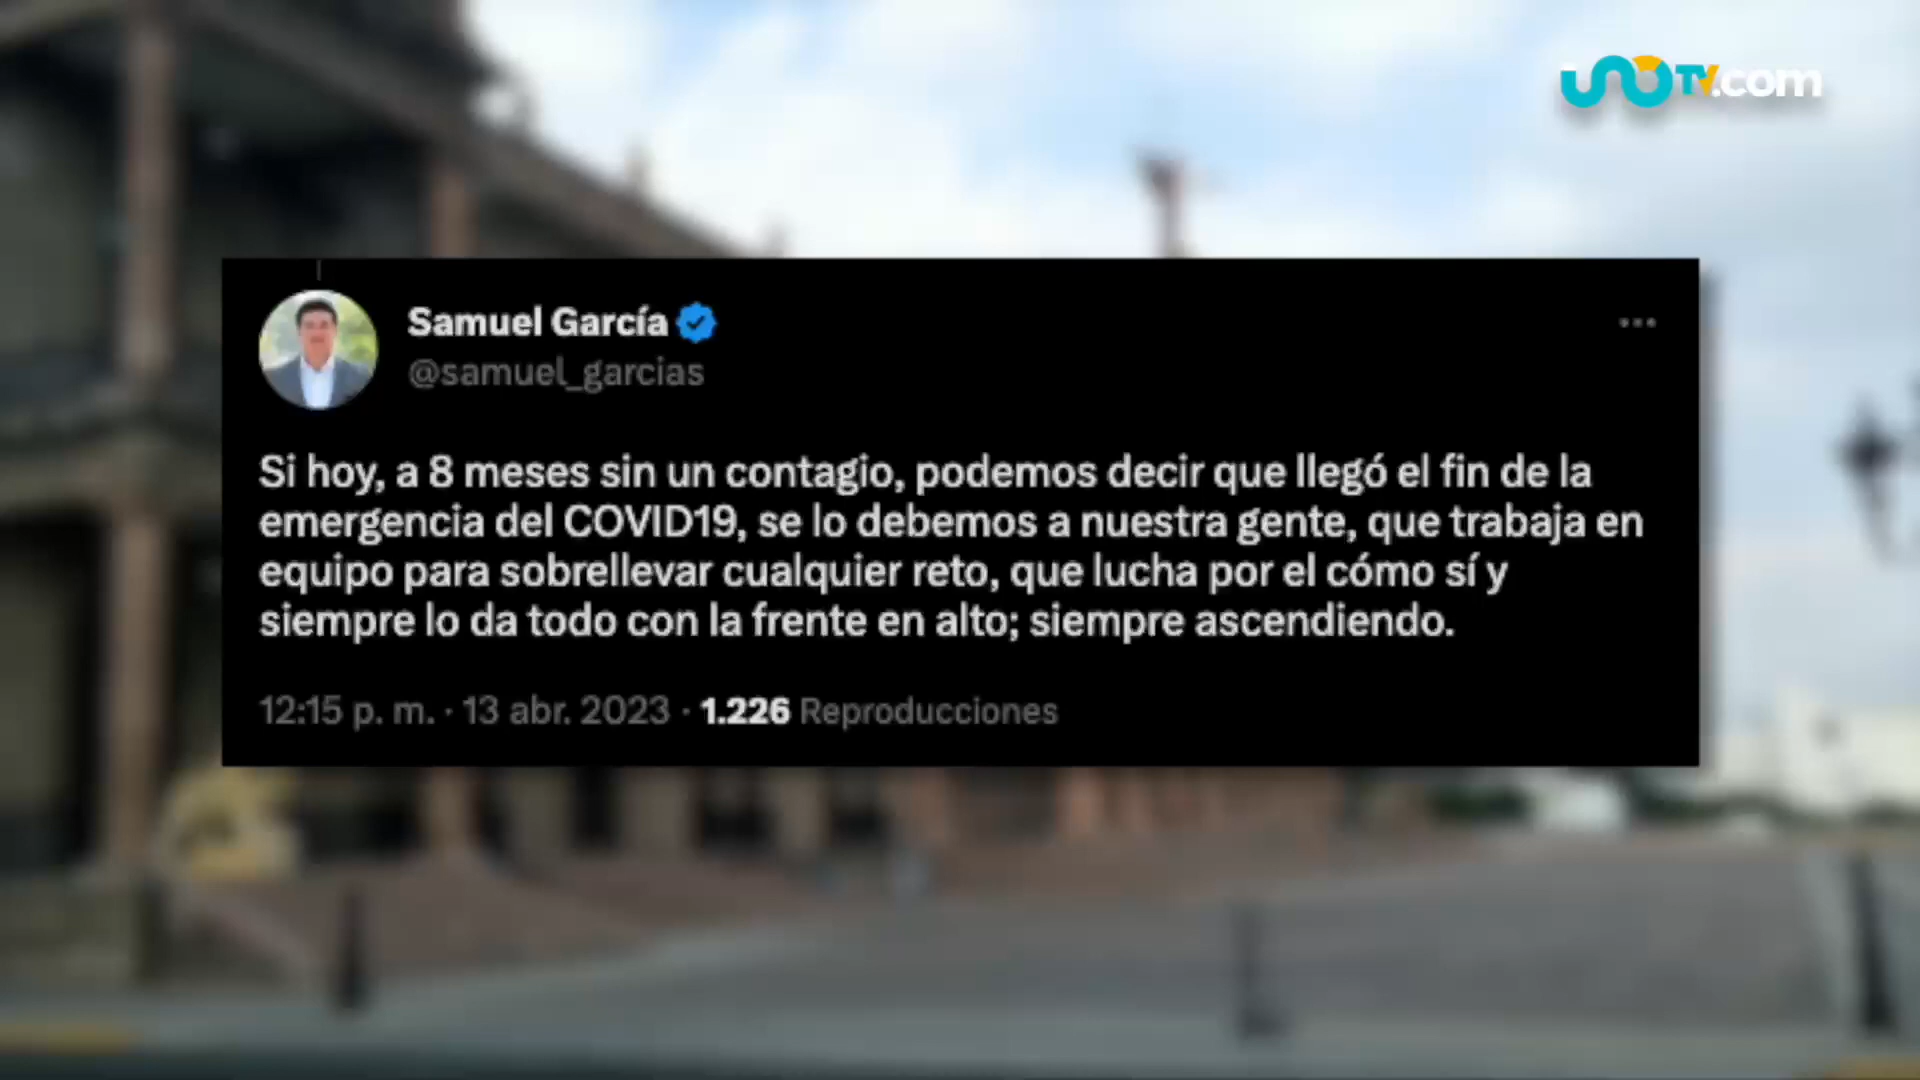 unoTV.com
Samuel García
@samuel_garcias
Si hoy, a 8 meses sin un contagio, podemos decir que llegó el fin de la
emergencia del COVID19, se lo debemos a nuestra gente, que trabaja en
equipo para sobrellevar cualquier reto, que lucha por el cómo sí y
siempre lo da todo con la frente en alto; siempre ascendiendo.
12:15 p. m. · 13 abr. 2023 · 1.226 Reproducciones